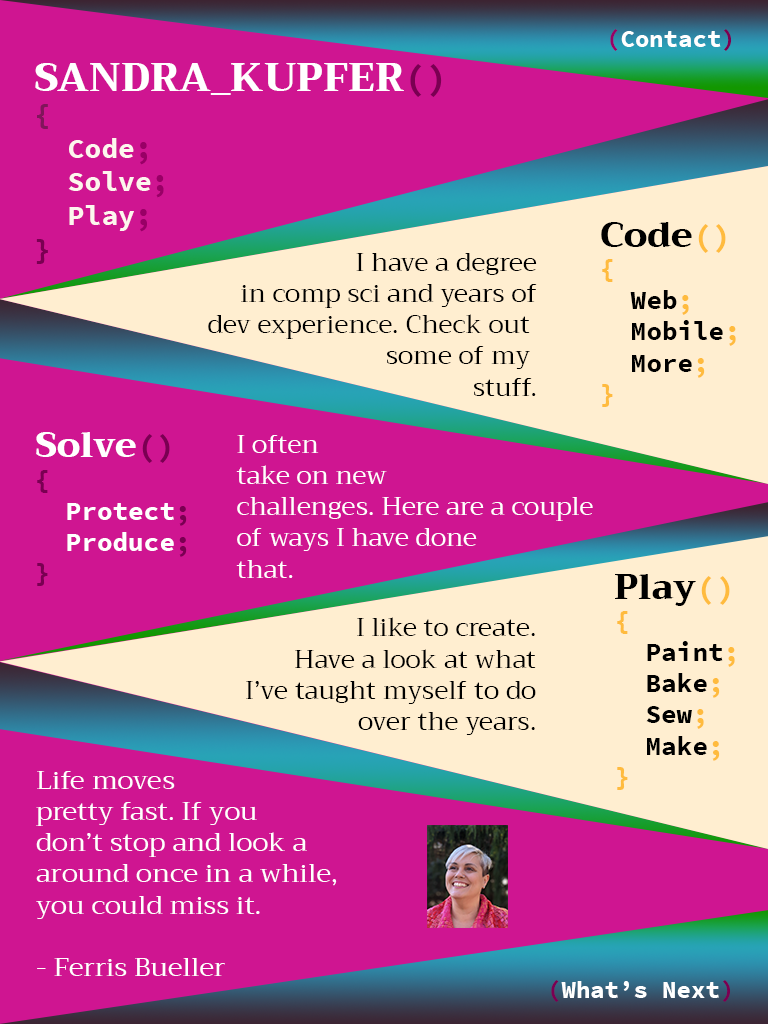 (Contact)
SANDRA_KUPFER()
{
Code;
Solve;
Play;
}
Code()
{
Web;
Mobile;
More;
}
I have a degree
in comp sci and years of
dev experience. Check out
some of my
stuff.
Solve()
{
Protect;
Produce;
}
I often
take on new
challenges. Here are a couple
of ways I have done
that.
Play()
{
Paint;
Bake;
Sew;
Make;
}
I like to create.
Have a look at what
I've taught myself to do
over the years.
Life moves
pretty fast. If you
don't stop and look a
around once in a while,
you could miss it.
- Ferris Bueller
(What's Next)